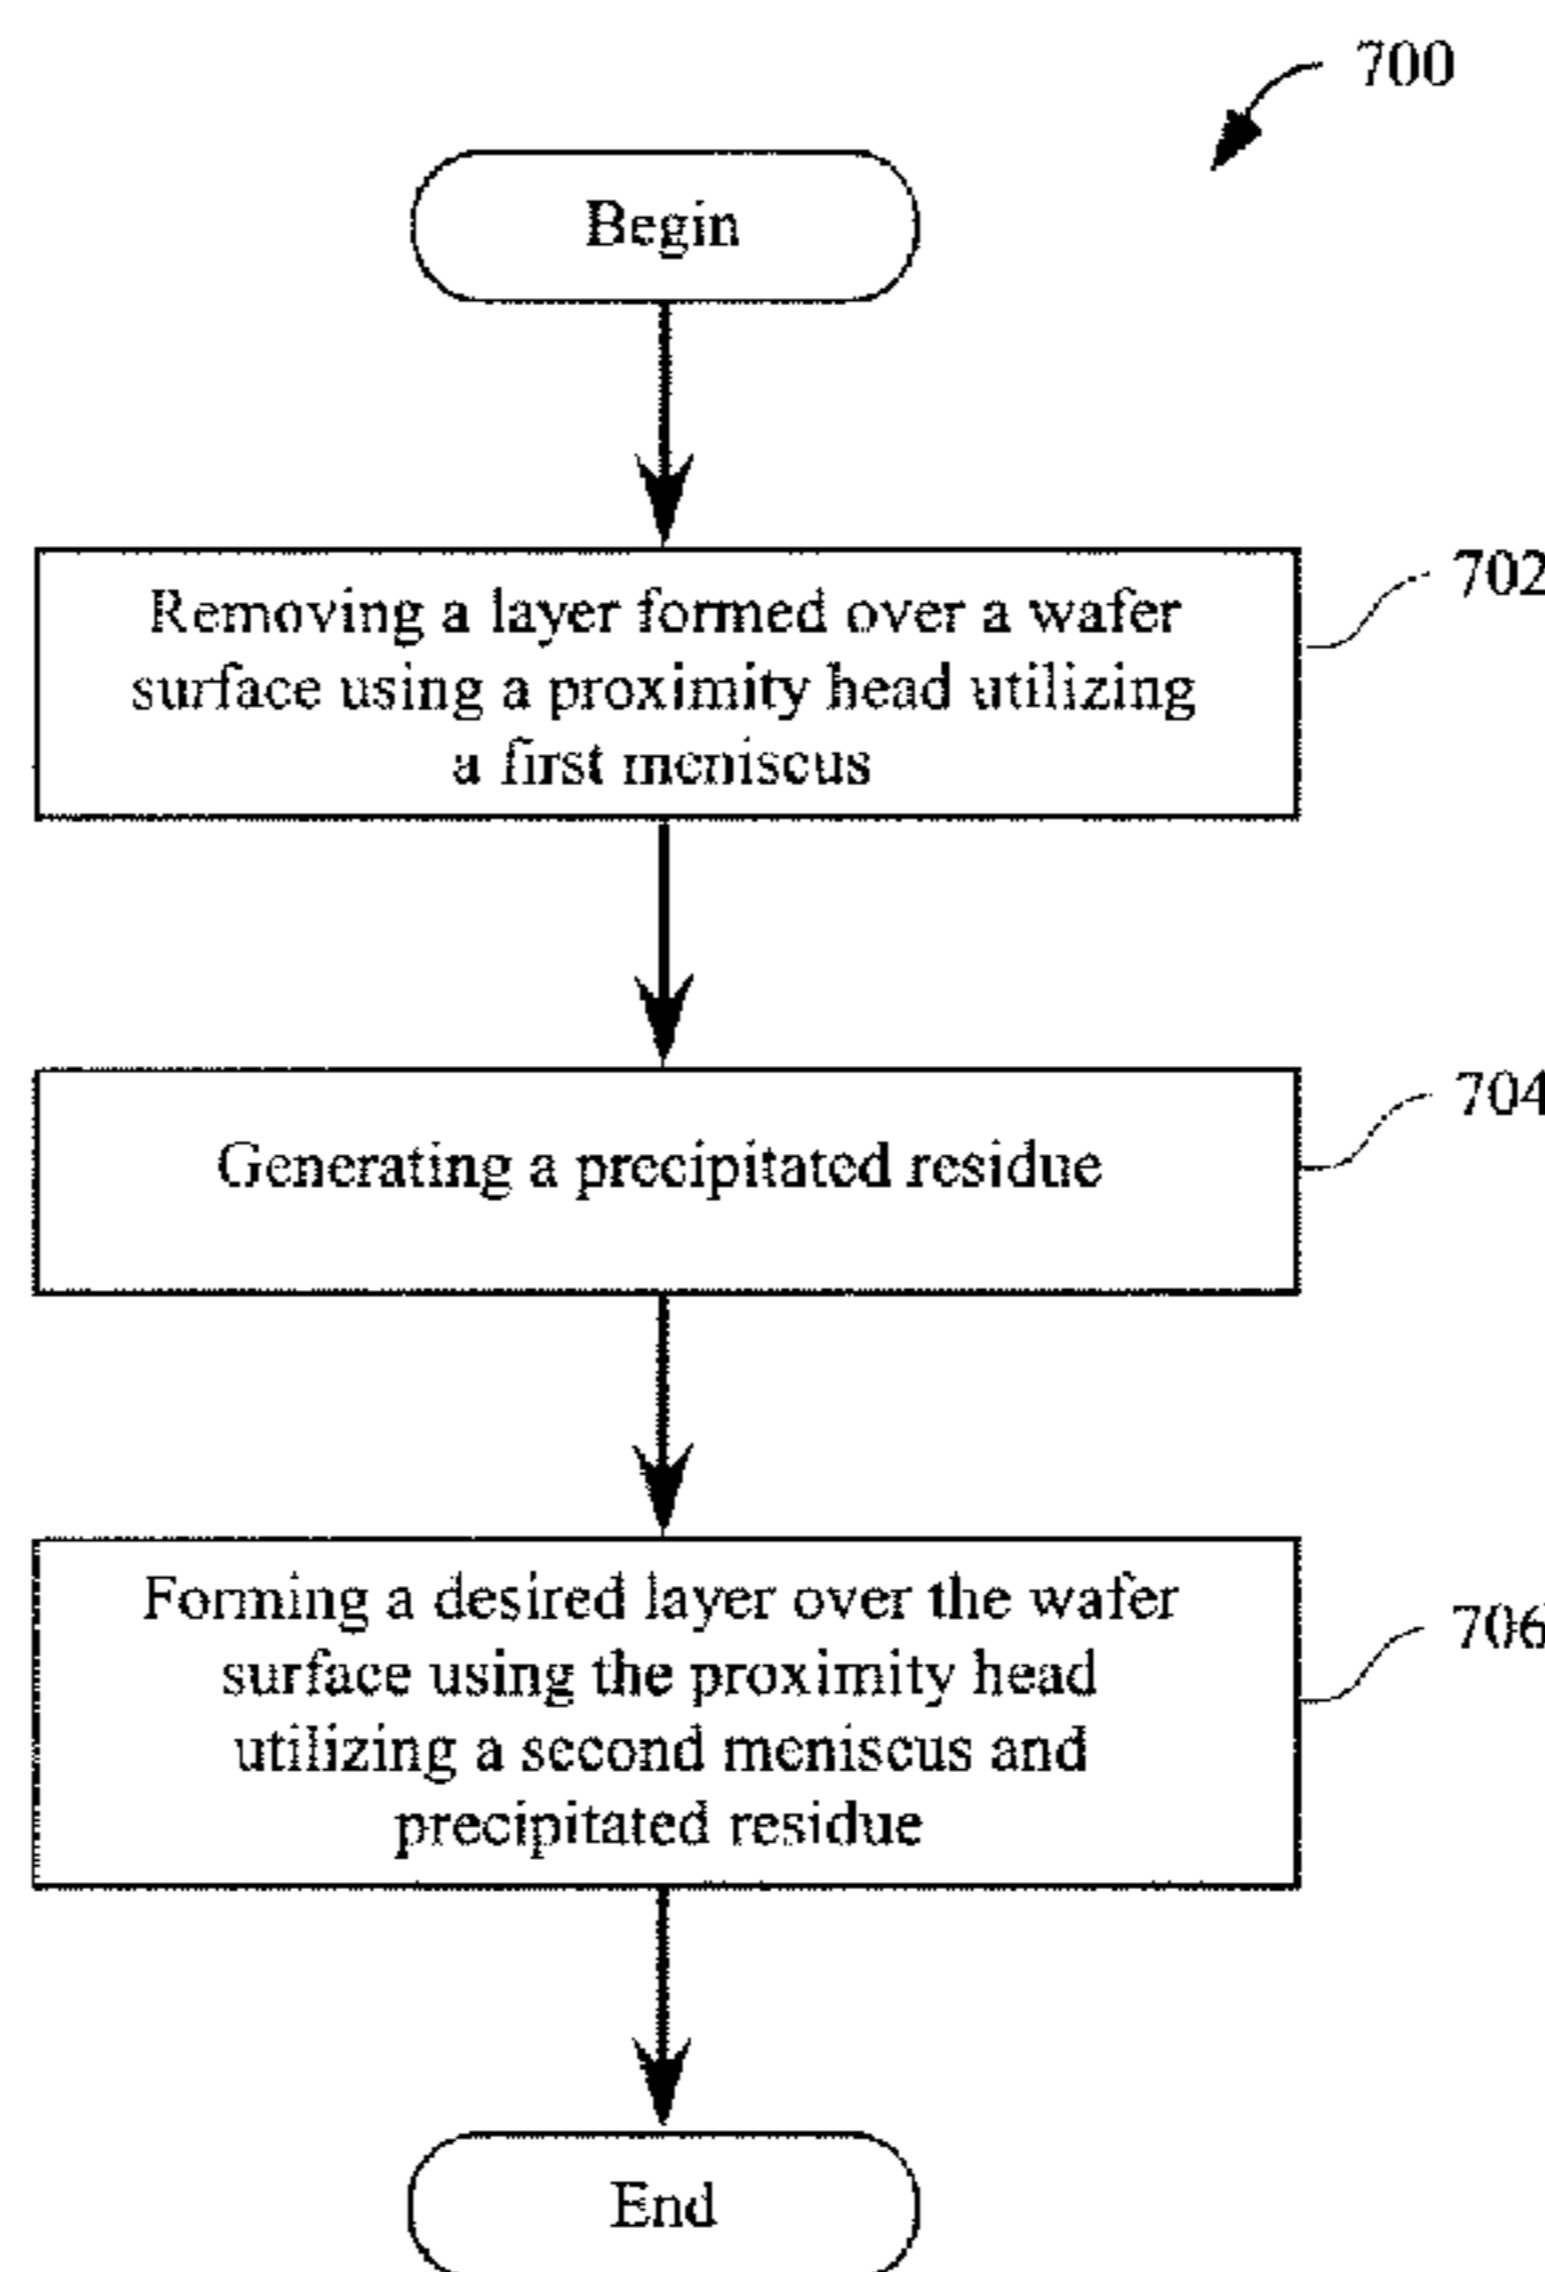 700
Begin
Removing a layer formed over a wafer
surface using a proximity head utilizing
a first meniscus
702
Generating a precipitated residue
704
Forming a desired layer over the wafer
surface using the proximity head
utilizing a second meniscus and
precipitated residue
706
End